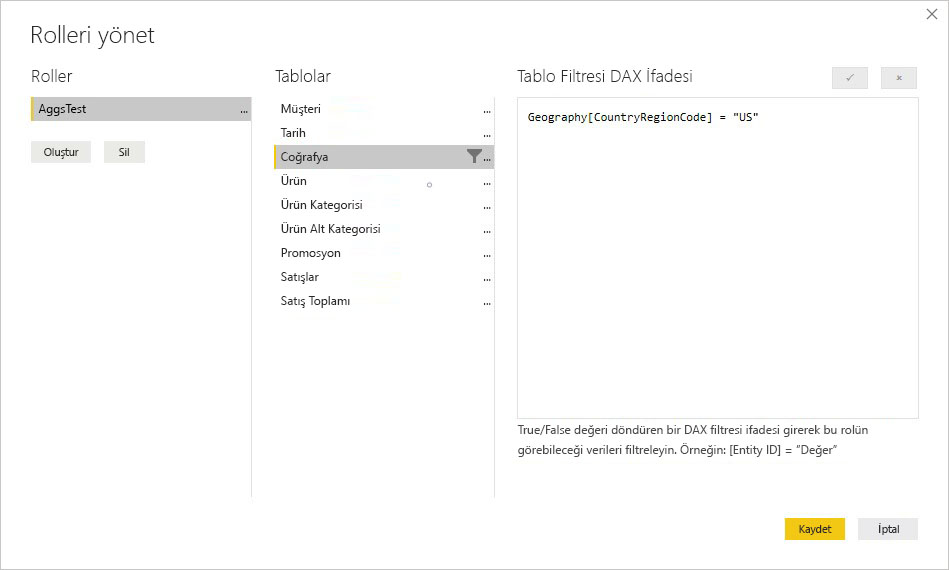 Rolleri yönet
Roller
AggsTest
...
Oluştur
Sil
Tablolar
Müşteri ...
Tarih ...
Coğrafya ...
Ürün ...
Ürün Kategorisi ...
Ürün Alt Kategorisi ...
Promosyon ...
Satışlar ...
Satış Toplamı ...
Tablo Filtresi DAX İfadesi
Geography[CountryRegionCode] = "US"
True/False değeri döndüren bir DAX filtresi ifadesi girerek bu rolün
görebileceği verileri filtreleyin. Örneğin: [Entity ID] = “Değer”
Kaydet
İptal